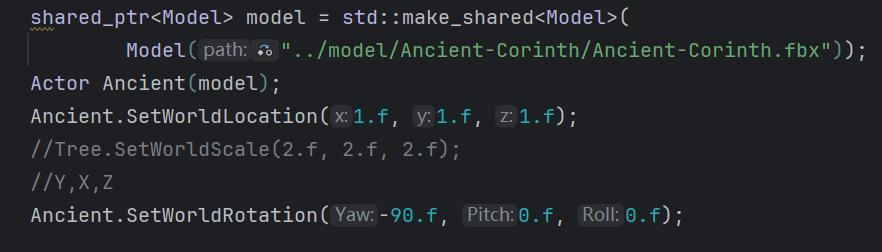 shared_ptr<Model> model = std::make_shared<Model>(
Model(path: "../model/Ancient-Corinth/Ancient-Corinth.fbx"));
Actor Ancient(model);
Ancient.SetWorldLocation(x: 1.f, y: 1.f, z: 1.f);
//Tree.SetWorldScale(2.f, 2.f, 2.f);
//Y,X,Z
Ancient.SetWorldRotation(Yaw: -90.f, Pitch: 0.f, Roll: 0.f);